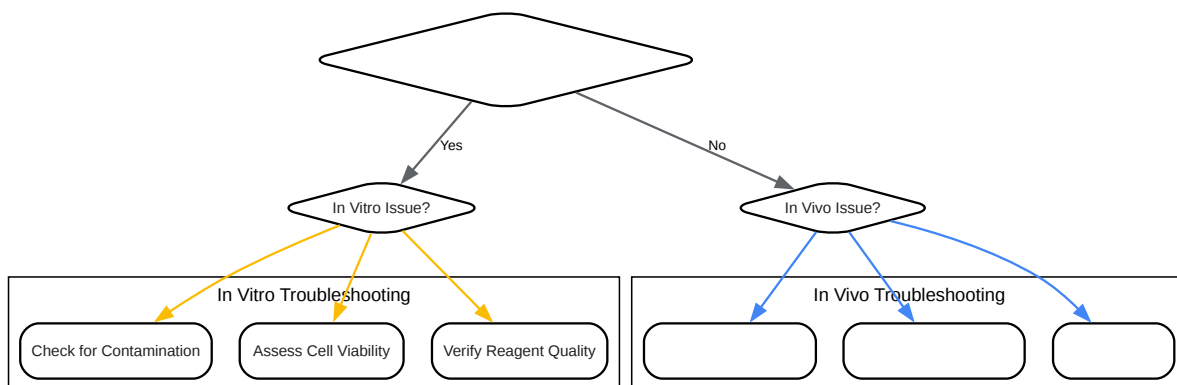 Yes
No
In Vitro Issue?
In Vivo Issue?
In Vitro Troubleshooting
In Vivo Troubleshooting
Check for Contamination
Assess Cell Viability
Verify Reagent Quality